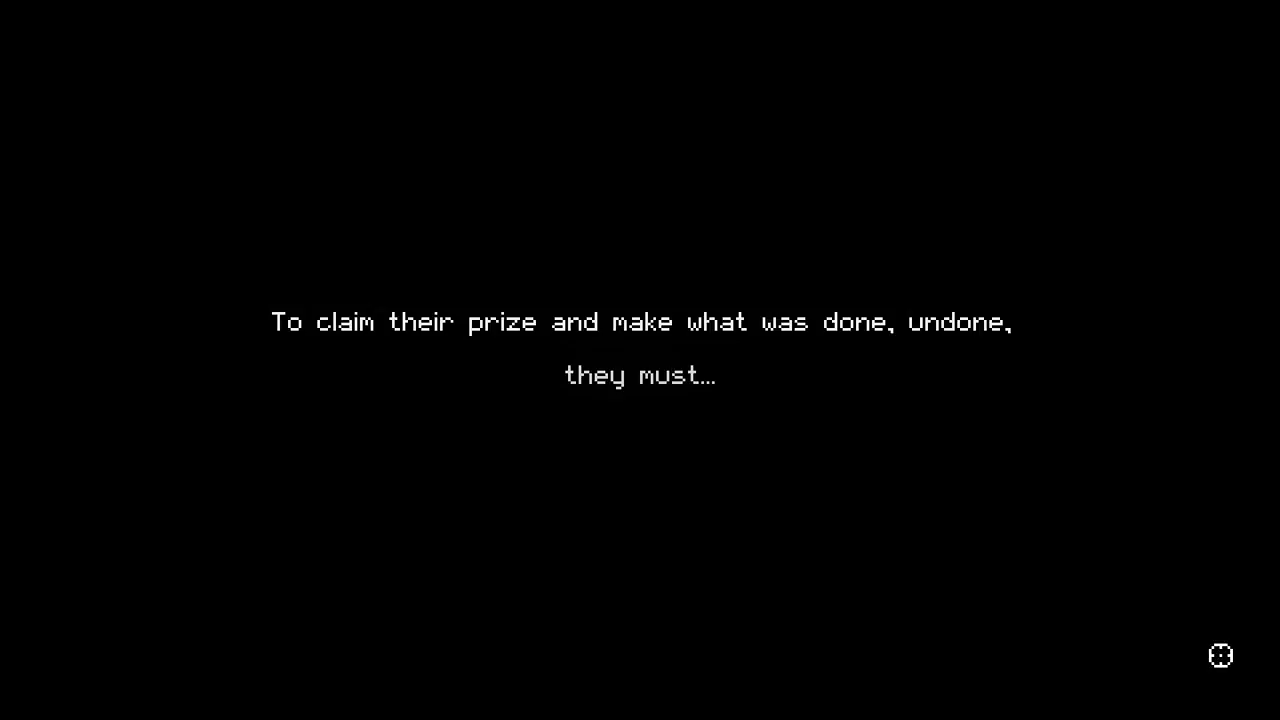 To claim their prize and make what was done, undone,
they must...